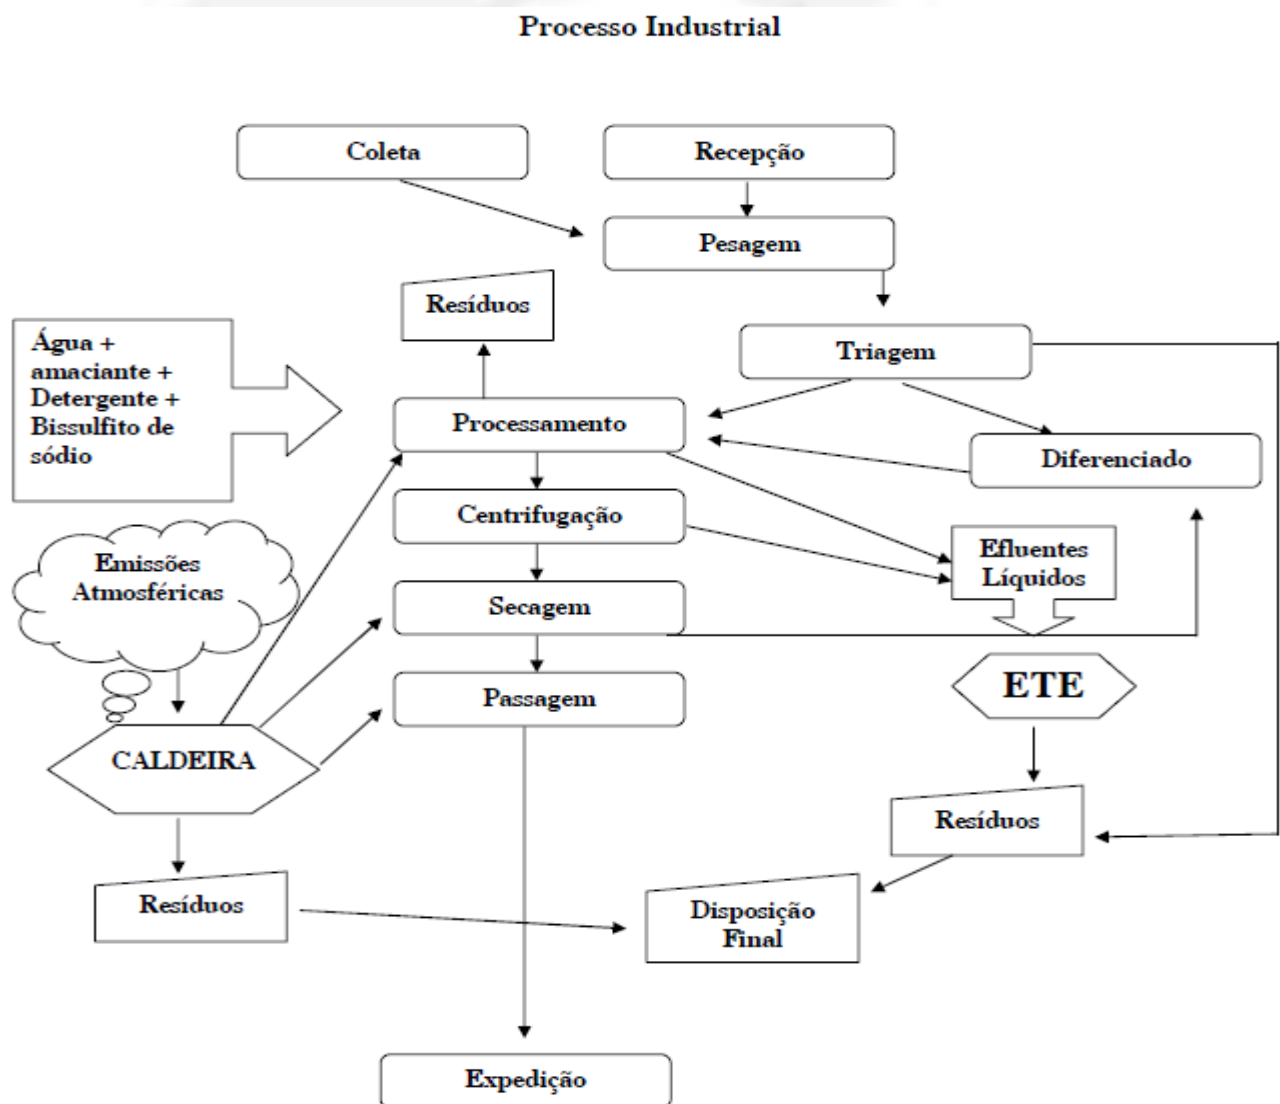 Processo Industrial
Coleta
Recepção
Pesagem
Resíduos
Água +
amaciante +
Detergente +
Bissulfito de
sódio
Triagem
Processamento
Diferenciado
Centrifugação
Efluentes
Líquidos
Emissões
Atmosféricas
Secagem
Passagem
ETE
CALDEIRA
Resíduos
Resíduos
Disposição
Final
Expedição